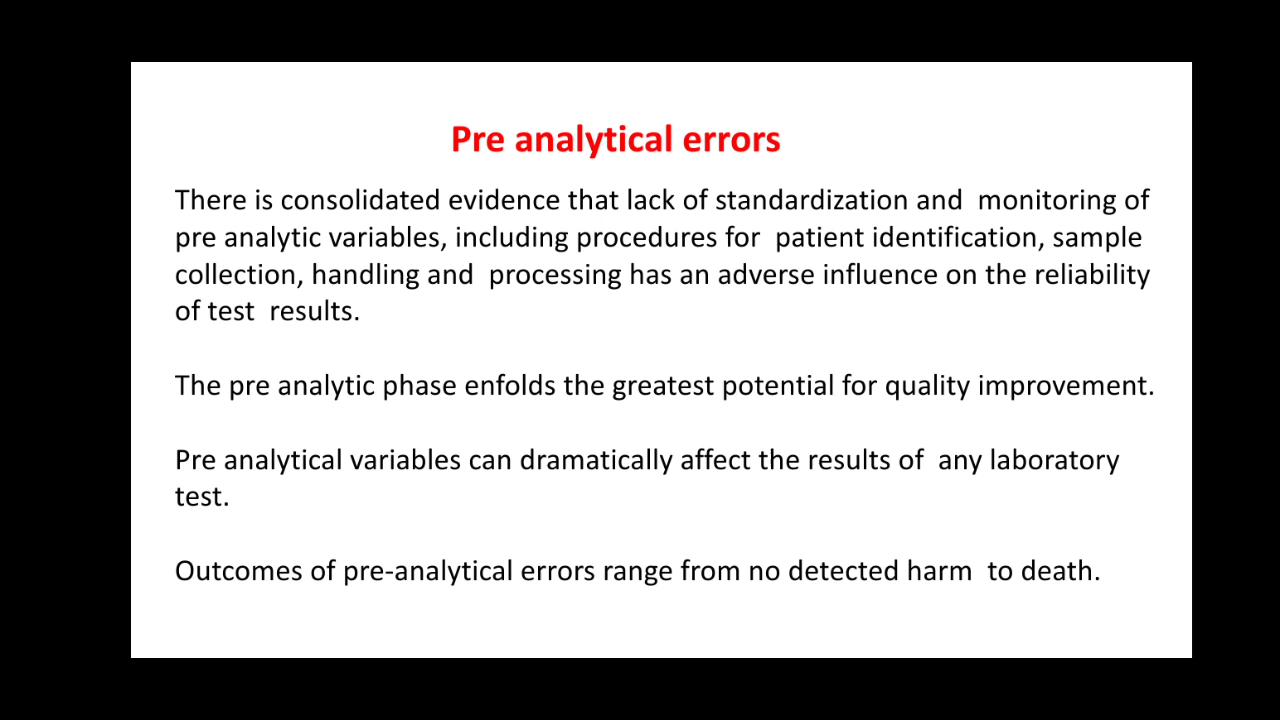 Pre analytical errors
There is consolidated evidence that lack of standardization and  monitoring of
pre analytic variables, including procedures for  patient identification, sample
collection, handling and  processing has an adverse influence on the reliability
of test  results.
The pre analytic phase enfolds the greatest potential for quality improvement.
Pre analytical variables can dramatically affect the results of  any laboratory
test.
Outcomes of pre-analytical errors range from no detected harm  to death.